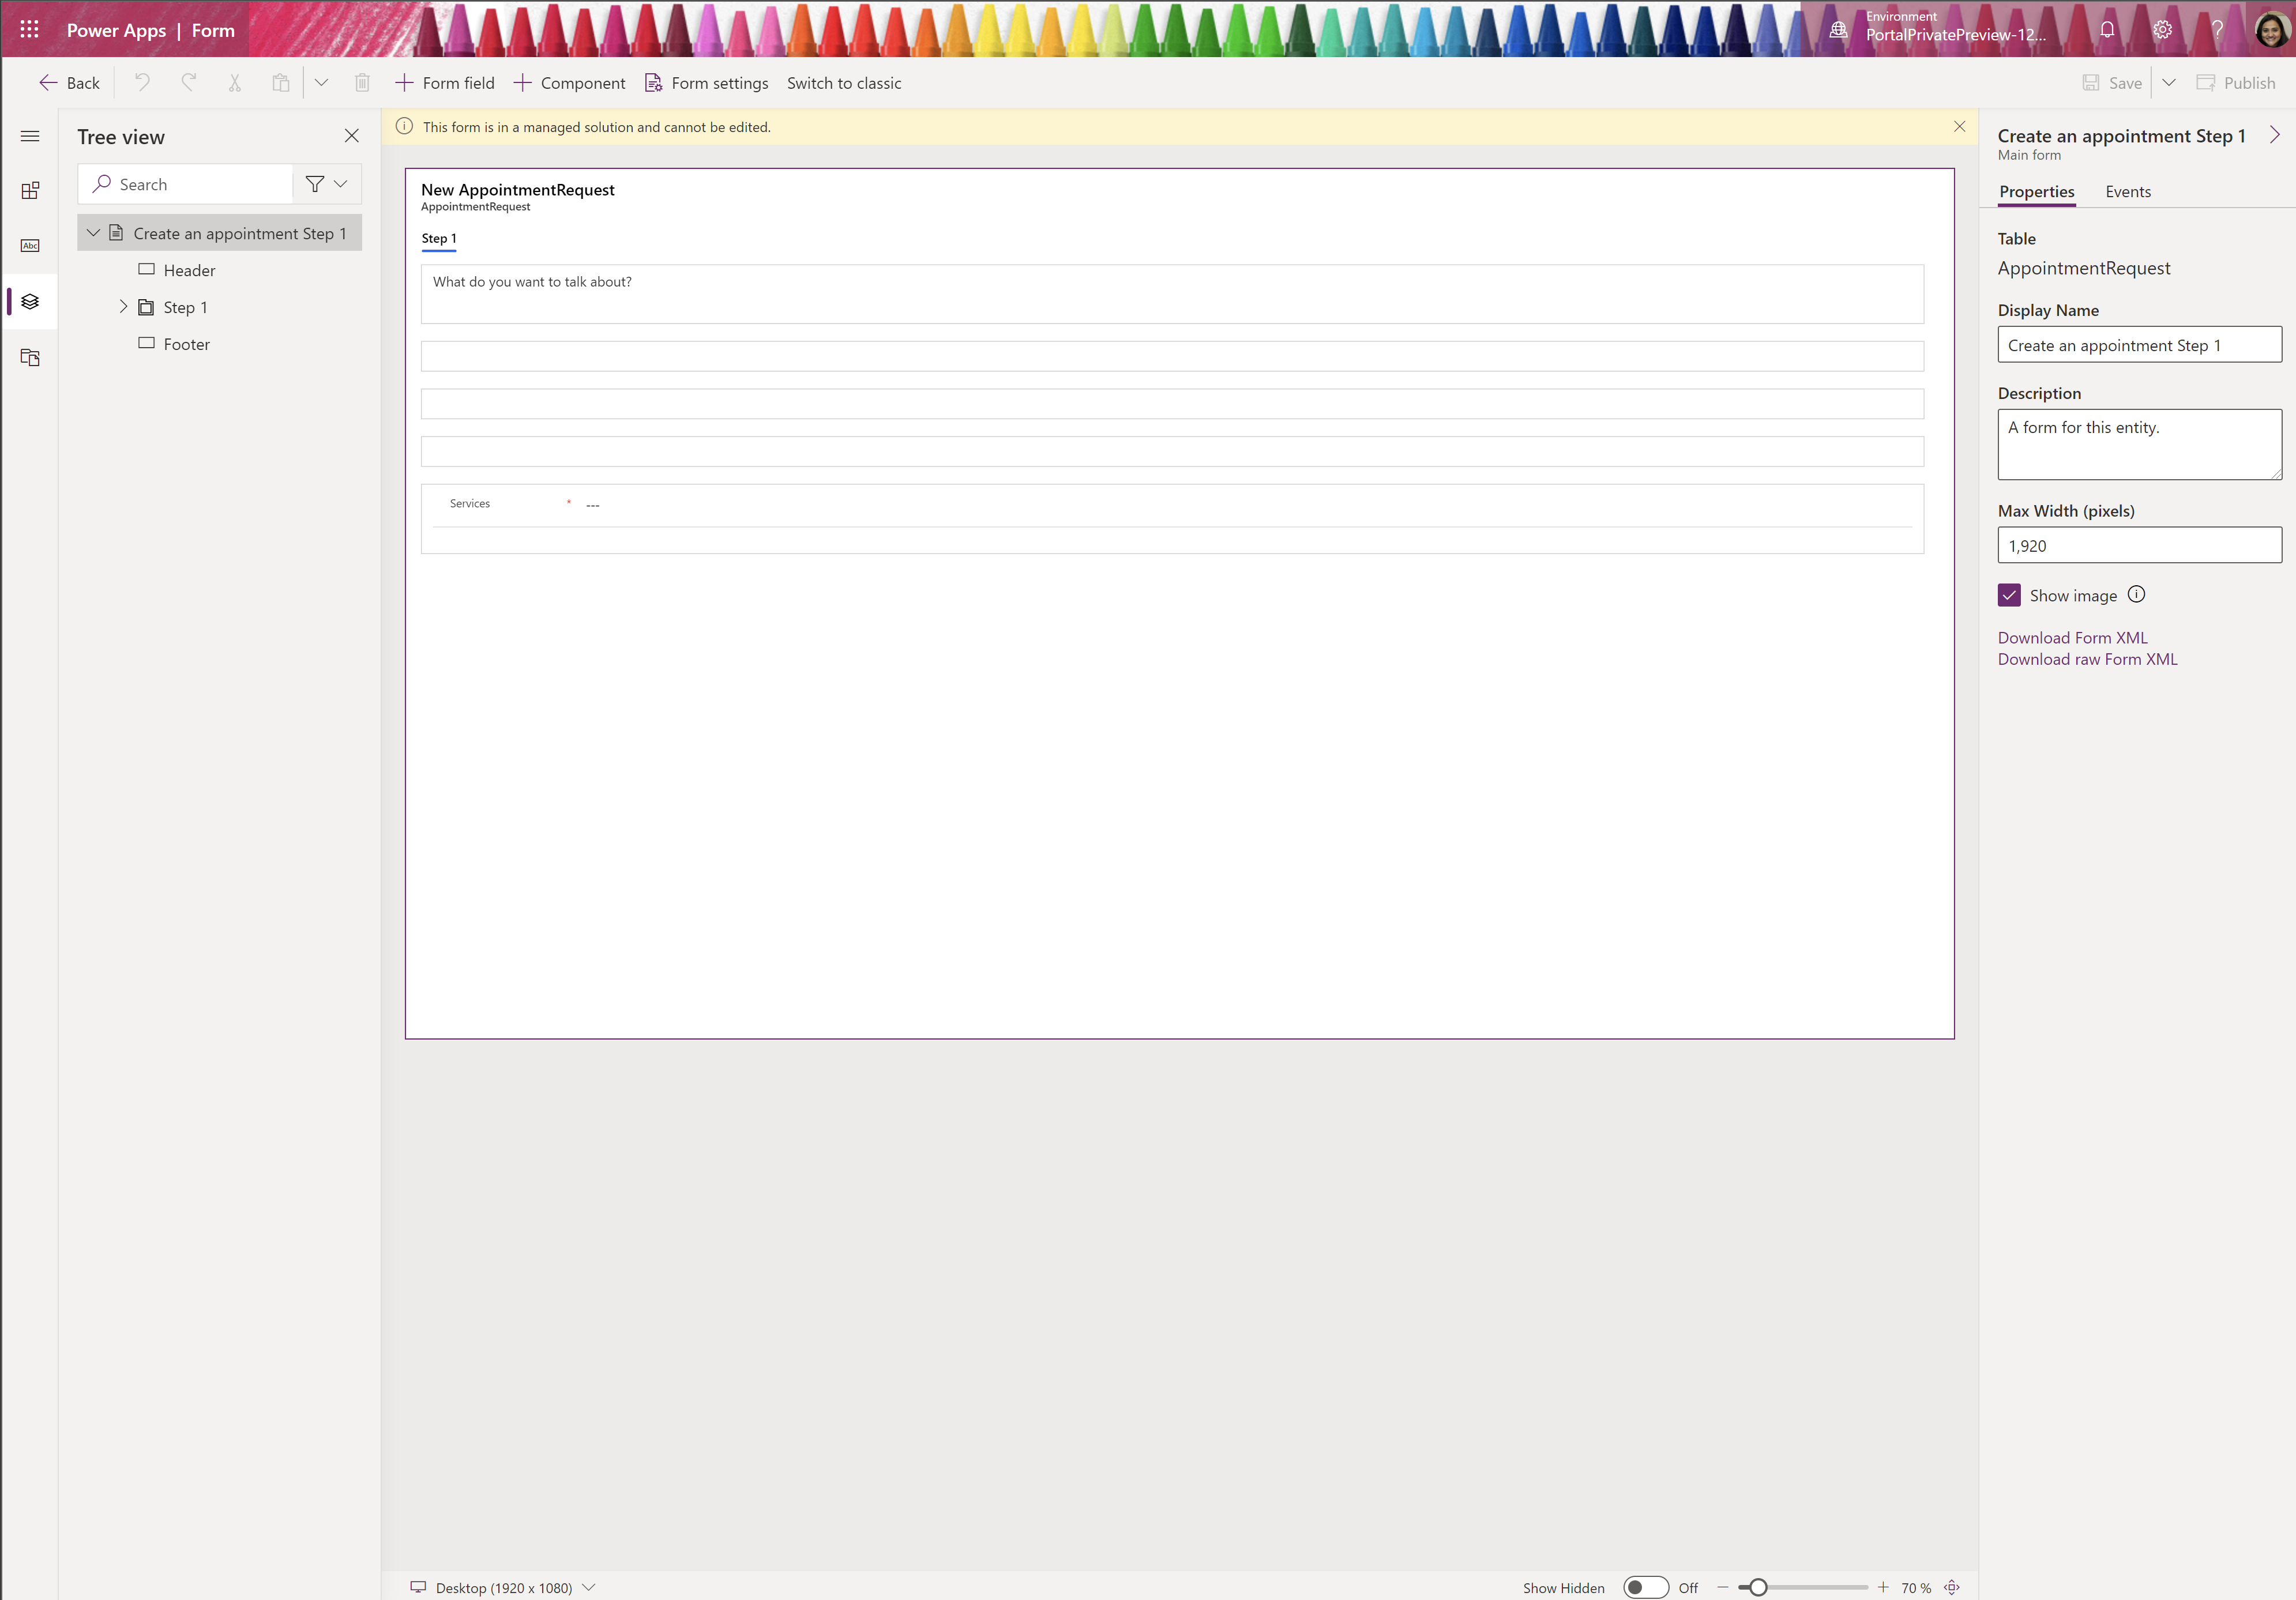 Power Apps | Form
Environment
PortalPrivatePreview-12...
Back
Form field
Component
Form settings
Switch to classic
Save
Publish
Tree view
Search
Create an appointment Step 1
Header
Step 1
Footer
Abc
This form is in a managed solution and cannot be edited.
New AppointmentRequest
AppointmentRequest
Step 1
What do you want to talk about?
Services * ---
Create an appointment Step 1
Main form
Properties Events
Table
AppointmentRequest
Display Name
Create an appointment Step 1
Description
A form for this entity.
Max Width (pixels)
1,920
Show image
Download Form XML
Download raw Form XML
Desktop (1920 x 1080)
Show Hidden Off
70 %